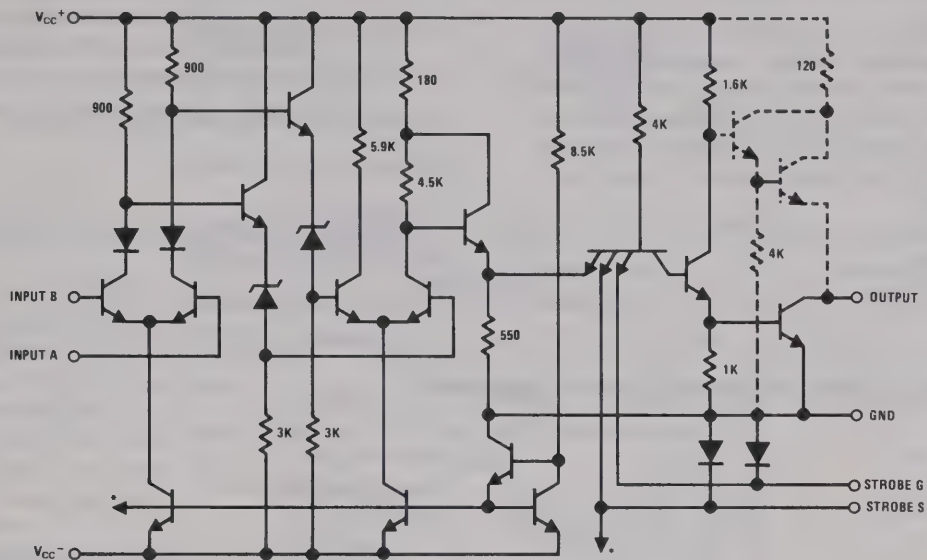 VCC+
900
900
180
120
1.6K
5.9K
8.5K
4K
4.5K
4K
INPUT B
OUTPUT
550
INPUT A
1K
GND
3K
3K
STROBE G
*
STROBE S
VCC−
*